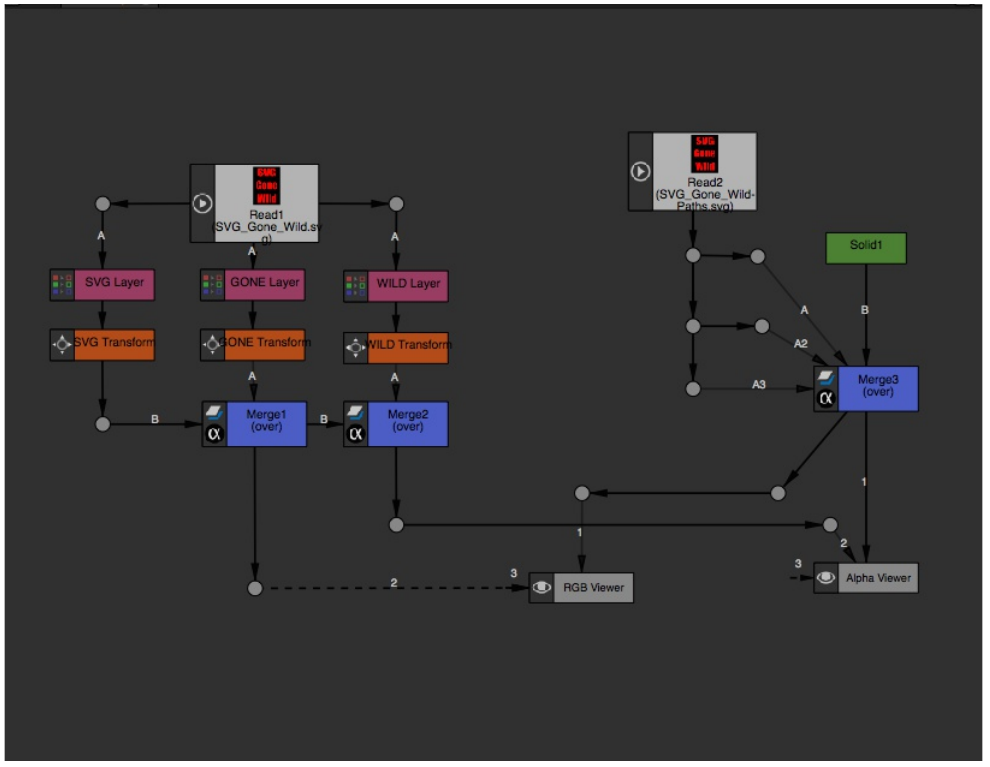 SVG
Gone
Wild
Read2
(SVG_Gone_Wild-
Paths.svg)
SVG
Gone
Wild
Read1
(SVG_Gone_Wild.sv
g)
A
A
A
Solid1
SVG Layer
GONE Layer
WILD Layer
A
B
SVG Transform
GONE Transform
WILD Transform
A2
A
A
A3
Merge3
(over)
α
B
Merge1
(over)
α
B
Merge2
(over)
α
1
1
2
2
3
RGB Viewer
3
Alpha Viewer